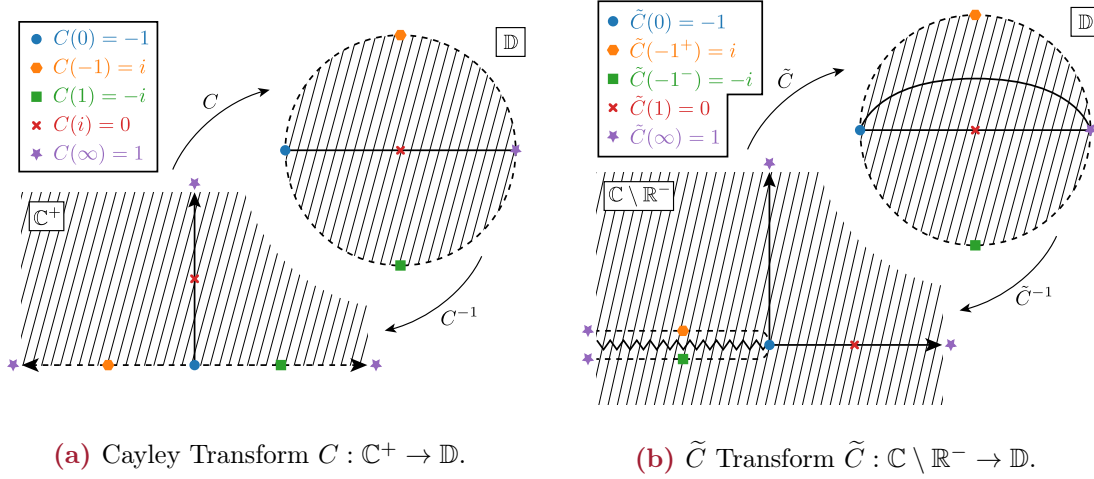 C(0) = −1
C(−1) = i
C(1) = −i
C(i) = 0
C(∞) = 1
𝔻
C
ℂ⁺
C⁻¹
(a) Cayley Transform C : ℂ⁺ → 𝔻.
C̃(0) = −1
C̃(−1⁺) = i
C̃(−1⁻) = −i
C̃(1) = 0
C̃(∞) = 1
𝔻
C̃
ℂ \ ℝ⁻
C̃⁻¹
(b) C̃ Transform C̃ : ℂ \ ℝ⁻ → 𝔻.